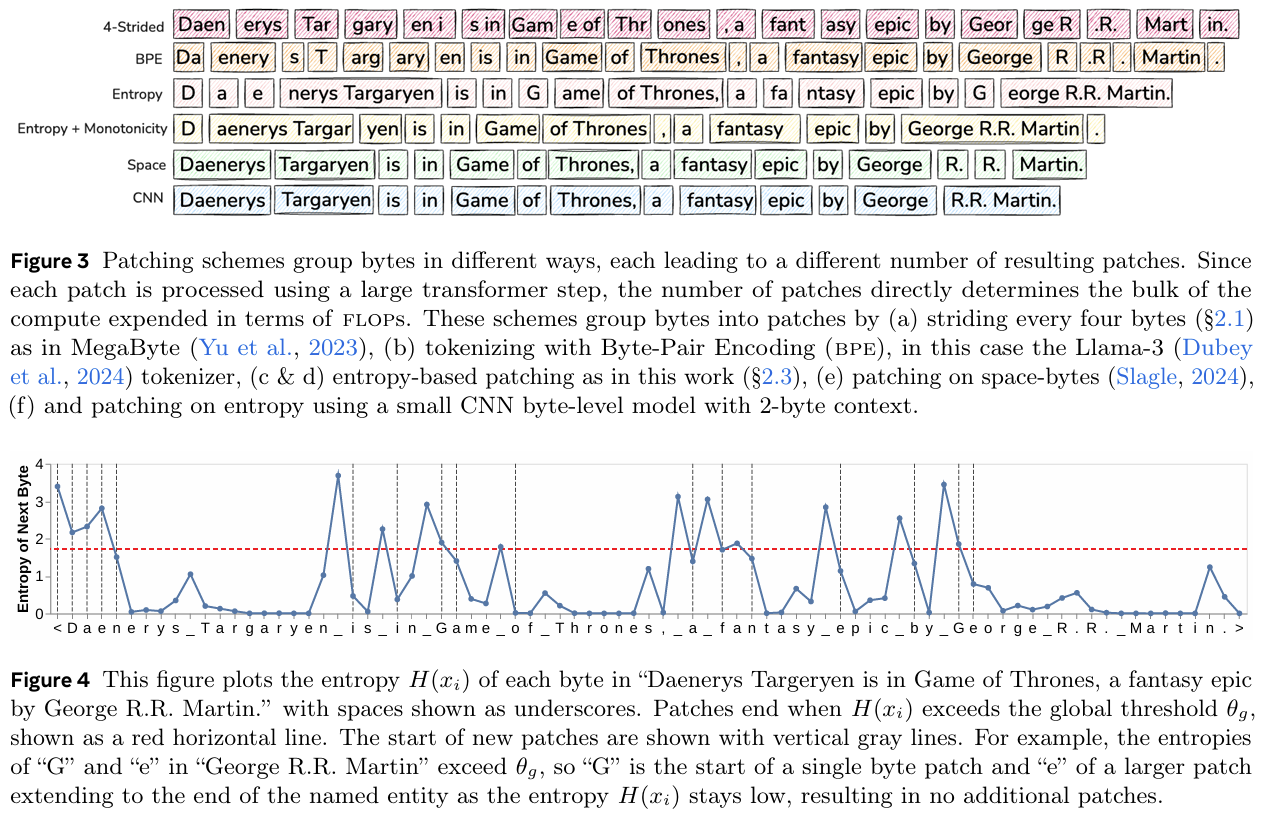 4-Strided Daen erys Tar gary en i s in Gam e of Thr ones , a fant asy epic by Geor ge R .R. Mart in.
BPE Da enery s T arg ary en is in Game of Thrones , a fantasy epic by George R .R . Martin .
Entropy D a e nerys Targaryen is in G ame of Thrones, a fa ntasy epic by G eorge R.R. Martin.
Entropy + Monotonicity D aenerys Targar yen is in Game of Thrones , a fantasy epic by George R.R. Martin .
Space Daenerys Targaryen is in Game of Thrones, a fantasy epic by George R. R. Martin.
CNN Daenerys Targaryen is in Game of Thrones, a fantasy epic by George R.R. Martin.
Figure 3 Patching schemes group bytes in different ways, each leading to a different number of resulting patches. Since
each patch is processed using a large transformer step, the number of patches directly determines the bulk of the
compute expended in terms of FLOPs. These schemes group bytes into patches by (a) striding every four bytes (§2.1)
as in MegaByte (Yu et al., 2023), (b) tokenizing with Byte-Pair Encoding (BPE), in this case the Llama-3 (Dubey
et al., 2024) tokenizer, (c & d) entropy-based patching as in this work (§2.3), (e) patching on space-bytes (Slagle, 2024),
(f) and patching on entropy using a small CNN byte-level model with 2-byte context.
Entropy of Next Byte
4
3
2
1
0
< D a e n e r y s _ T a r g a r y e n _ i s _ i n _ G a m e _ o f _ T h r o n e s , _ a _ f a n t a s y _ e p i c _ b y _ G e o r g e _ R . R . _ M a r t i n . >
Figure 4 This figure plots the entropy H(xᵢ) of each byte in “Daenerys Targeryen is in Game of Thrones, a fantasy epic
by George R.R. Martin.” with spaces shown as underscores. Patches end when H(xᵢ) exceeds the global threshold θg,
shown as a red horizontal line. The start of new patches are shown with vertical gray lines. For example, the entropies
of “G” and “e” in “George R.R. Martin” exceed θg, so “G” is the start of a single byte patch and “e” of a larger patch
extending to the end of the named entity as the entropy H(xᵢ) stays low, resulting in no additional patches.